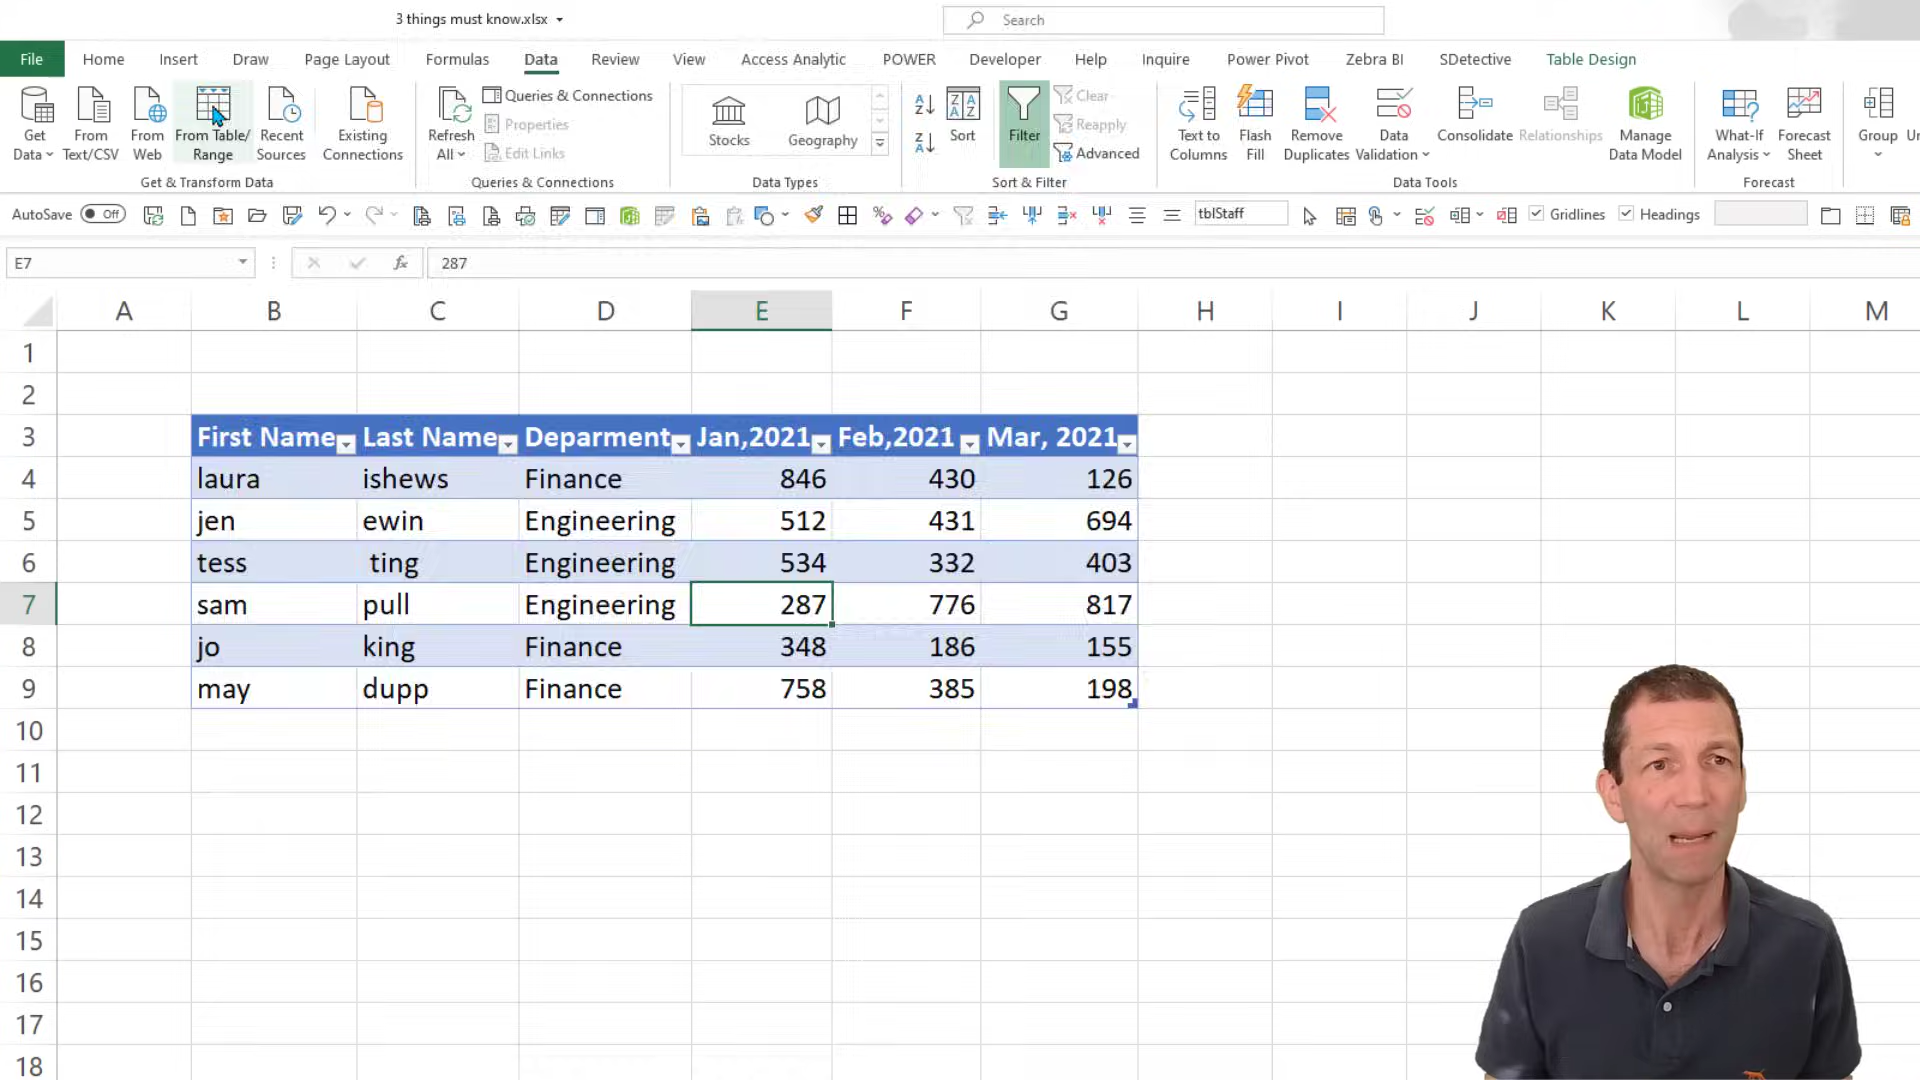 3 things must know.xlsx
Search
File Home Insert Draw Page Layout Formulas Data Review View Access Analytic POWER Developer Help Inquire Power Pivot Zebra BI SDetective Table Design
Get Data
From Text/CSV
From Web
From Table/ Range
Recent Sources
Existing Connections
Get & Transform Data
Refresh All
Queries & Connections
Properties
Edit Links
Queries & Connections
Stocks
Geography
Data Types
Sort
Filter
Clear
Reapply
Advanced
Sort & Filter
Text to Columns
Flash Fill
Remove Duplicates
Data Validation
Consolidate
Relationships
Manage Data Model
Data Tools
What-If Analysis
Forecast Sheet
Forecast
Group
AutoSave Off
tblStaff
Gridlines
Headings
E7
fx
287
A B C D E F G H I J K L M
1
2
3 First Name Last Name Deparment Jan,2021 Feb,2021 Mar, 2021
4 laura ishews Finance 846 430 126
5 jen ewin Engineering 512 431 694
6 tess ting Engineering 534 332 403
7 sam pull Engineering 287 776 817
8 jo king Finance 348 186 155
9 may dupp Finance 758 385 198
10
11
12
13
14
15
16
17
18